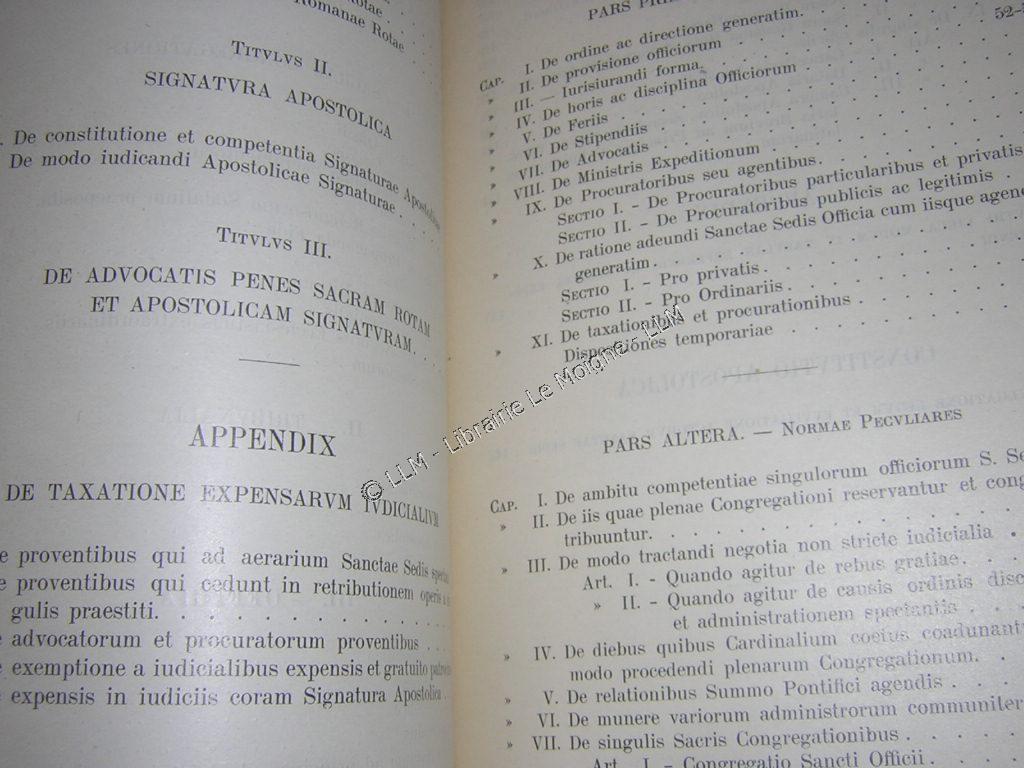 Romanae Rotae
TITVLVS II.
SIGNATVRA APOSTOLICA
. De constitutione et competentia Signaturae Apostolicae
De modo iudicandi Apostolicae Signaturae .
TITVLVS III.
DE ADVOCATIS PENES SACRAM ROTAM
ET APOSTOLICAM SIGNATVRAM. . .
APPENDIX
DE TAXATIONE EXPENSARVM IVDICIALIVM
e proventibus qui ad aerarium Sanctae Sedis
e proventibus qui cedunt in retributionem operis a
gulis praestiti. . . . . . . . . . .
e advocatorum et procuratorum proventibus . .
e exemptione a iudicialibus expensis et gratuito
e expensis in iudiciis coram Signatura Apostolica .
PARS
52-
CAP. I. De ordine ac directione generatim. . . . .
» II. De provisione officiorum . . . . .
» III. — Iurisiurandi forma. . . . .
» IV. De horis ac disciplina Officiorum . . . . .
» V. De Feriis . . . . .
» VI. De Stipendiis . . . . .
» VII. De Advocatis . . . . .
» VIII. De Ministris Expeditionum . . . . .
» IX. De Procuratoribus seu agentibus. . . . .
SECTIO I. - De Procuratoribus particularibus et privatis
SECTIO II. - De Procuratoribus publicis ac legitimis .
» X. De ratione adeundi Sanctae Sedis Officia cum iisque agen
generatim. . . . .
SECTIO I. - Pro privatis . . . . .
SECTIO II. - Pro Ordinariis . . . . .
» XI. De taxationibus et procurationibus . . . . .
Dispositiones temporariae . . . . .
PARS ALTERA. — NORMAE PECVLIARES
CAP. I. De ambitu competentiae singulorum officiorum S. Se
» II. De iis quae plenae Congregationi reservantur et cong
tribuuntur. . . . .
» III. De modo tractandi negotia non stricte iudicialia .
Art. I. - Quando agitur de rebus gratiae. . .
» II. - Quando agitur de causis ordinis disc
et administrationem spectantis . .
» IV. De diebus quibus Cardinalium coetus coadunant
modo procedendi plenarum Congregationum. .
» V. De relationibus Summo Pontifici agendis . . .
» VI. De munere variorum administrorum communiter
» VII. De singulis Sacris Congregationibus . . .
Art. I. - Congregatio Sancti Officii . . .
© LLM - Librairie Le Moigne - LLM